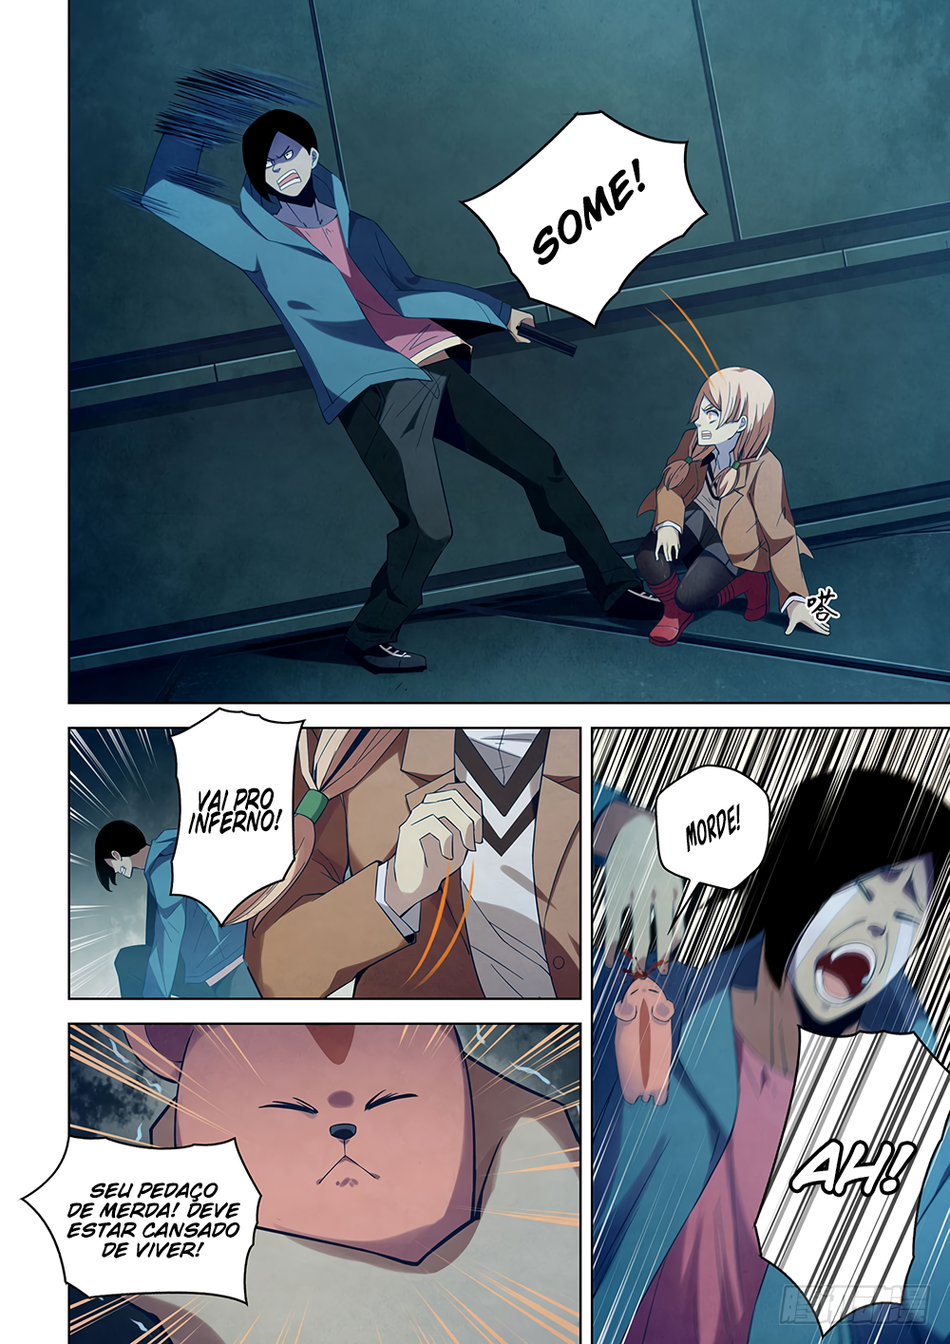 SOME!
嗒
VAI PRO
INFERNO!
MORDE!
AH!
SEU PEDAÇO
DE MERDA! DEVE
ESTAR CANSADO
DE VIVER!